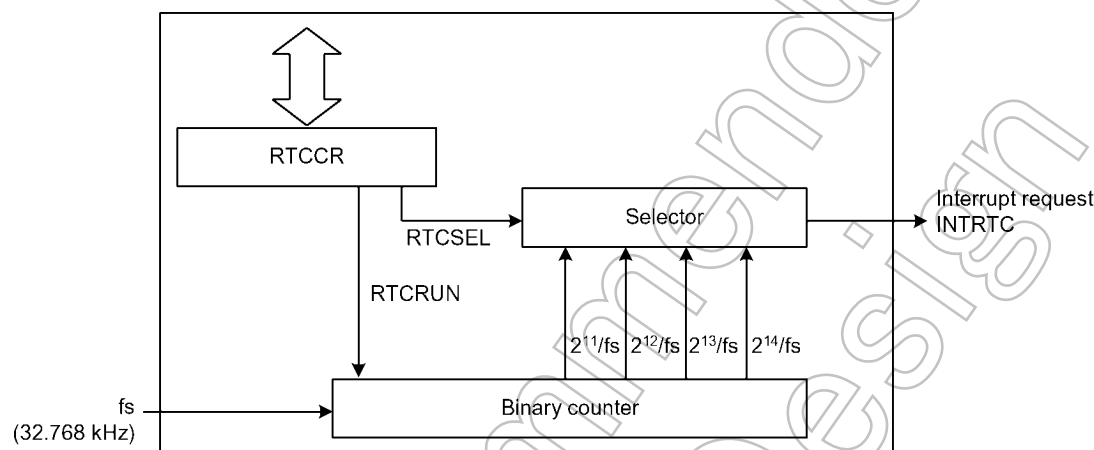 RTCCR
Selector
Interrupt request
INTRTC
RTCSEL
RTCRUN
2¹¹/fs 2¹²/fs 2¹³/fs 2¹⁴/fs
fs
(32.768 kHz)
Binary counter